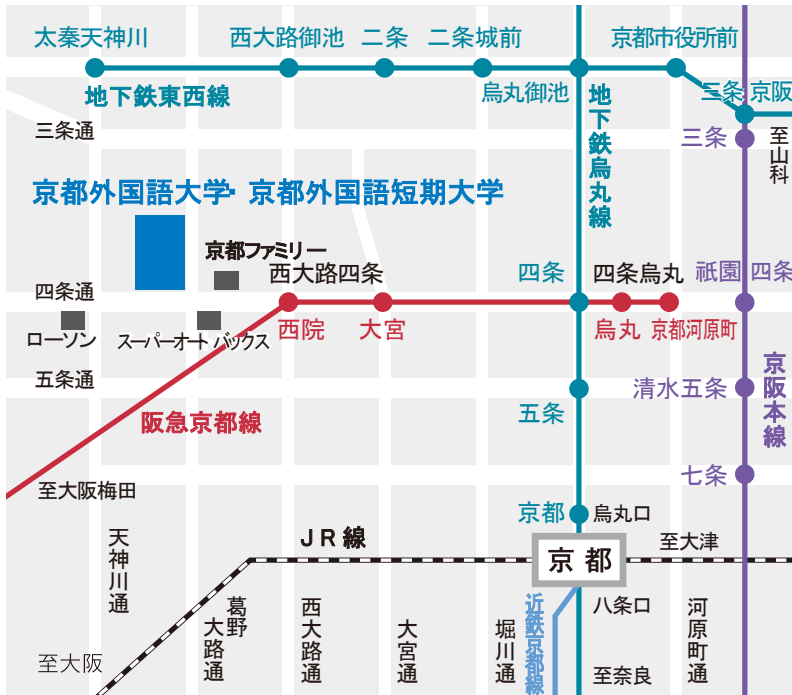 太秦天神川
西大路御池
二条
二条城前
京都市役所前
地下鉄東西線
烏丸御池
三条 京阪
地下鉄烏丸線
三条通
三条
至山科
京都外国語大学・京都外国語短期大学
京都ファミリー
西大路四条
四条
四条烏丸
祇園 四条
四条通
ローソン
スーパーオートバックス
西院
大宮
烏丸
京都河原町
五条通
清水五条
京阪本線
阪急京都線
五条
七条
至大阪梅田
京都
烏丸口
天神川通
JR線
京都
至大津
葛野大路通
西大路通
大宮通
堀川通
近鉄京都線
八条口
河原町通
至大阪
至奈良